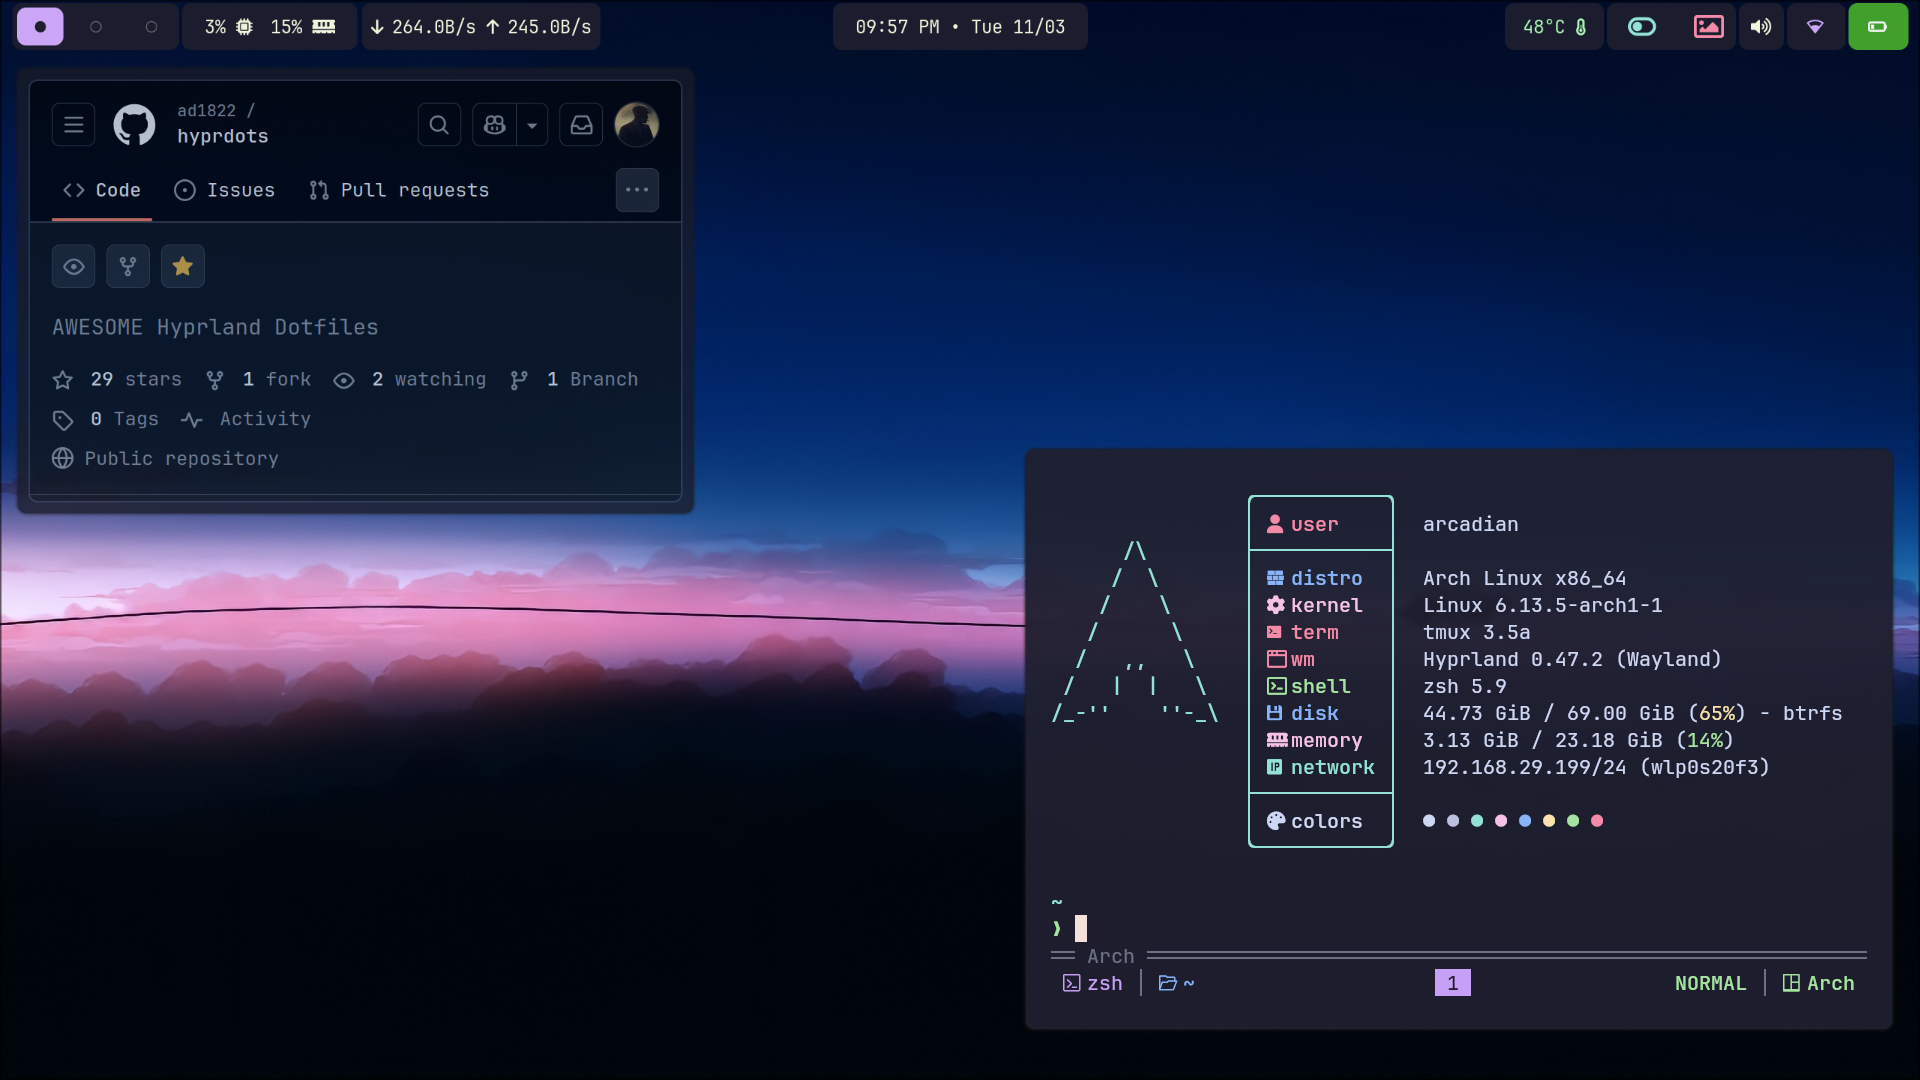 3% 15% ↓ 264.0B/s ↑ 245.0B/s
09:57 PM • Tue 11/03
48°C
ad1822 /
hyprdots
Code Issues Pull requests
AWESOME Hyprland Dotfiles
29 stars 1 fork 2 watching 1 Branch
0 Tags Activity
Public repository
user arcadian
distro Arch Linux x86_64
kernel Linux 6.13.5-arch1-1
term tmux 3.5a
wm Hyprland 0.47.2 (Wayland)
shell zsh 5.9
disk 44.73 GiB / 69.00 GiB (65%) - btrfs
memory 3.13 GiB / 23.18 GiB (14%)
network 192.168.29.199/24 (wlp0s20f3)
colors
~
❯
Arch
zsh ~ 1 NORMAL Arch